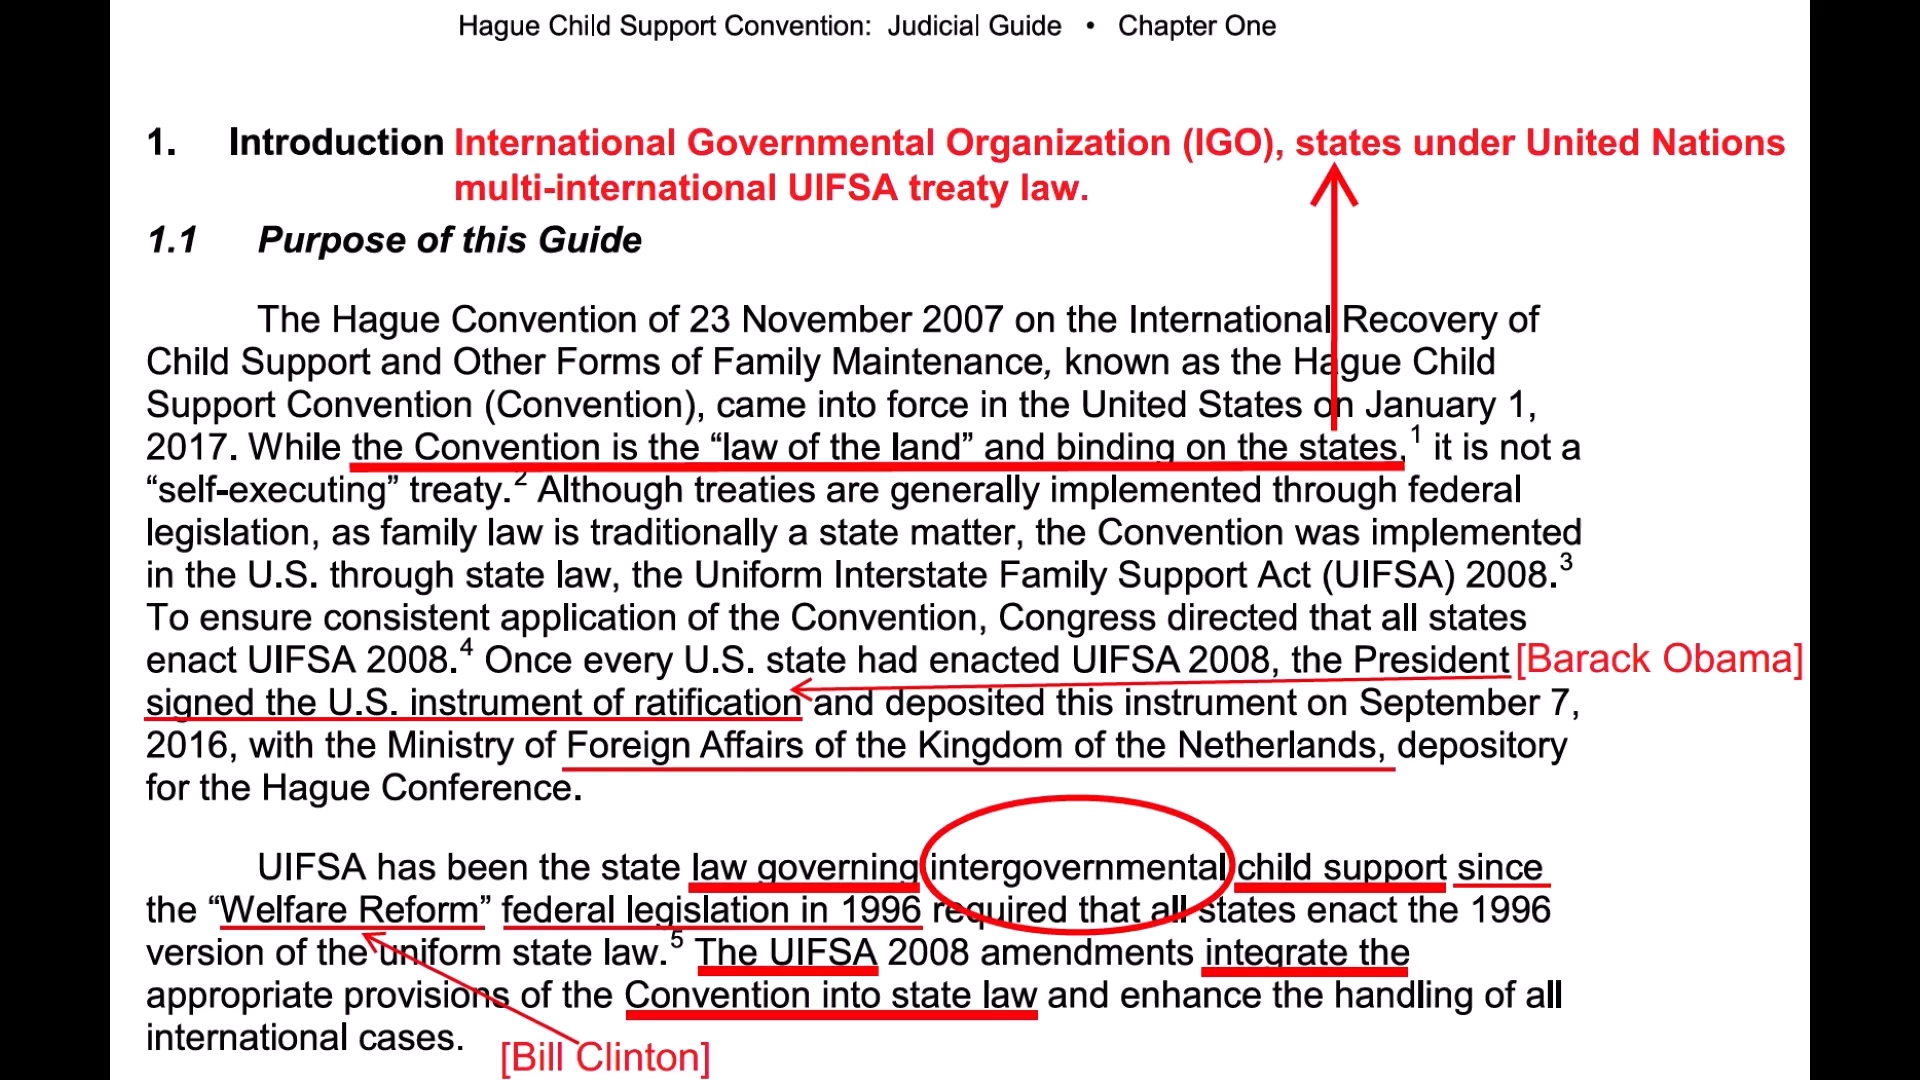 Hague Child Support Convention: Judicial Guide • Chapter One
1. Introduction International Governmental Organization (IGO), states under United Nations
multi-international UIFSA treaty law.
1.1 Purpose of this Guide
The Hague Convention of 23 November 2007 on the International Recovery of
Child Support and Other Forms of Family Maintenance, known as the Hague Child
Support Convention (Convention), came into force in the United States on January 1,
2017. While the Convention is the “law of the land” and binding on the states,1 it is not a
“self-executing” treaty.2 Although treaties are generally implemented through federal
legislation, as family law is traditionally a state matter, the Convention was implemented
in the U.S. through state law, the Uniform Interstate Family Support Act (UIFSA) 2008.3
To ensure consistent application of the Convention, Congress directed that all states
enact UIFSA 2008.4 Once every U.S. state had enacted UIFSA 2008, the President [Barack Obama]
signed the U.S. instrument of ratification and deposited this instrument on September 7,
2016, with the Ministry of Foreign Affairs of the Kingdom of the Netherlands, depository
for the Hague Conference.
UIFSA has been the state law governing intergovernmental child support since
the “Welfare Reform” federal legislation in 1996 required that all states enact the 1996
version of the uniform state law.5 The UIFSA 2008 amendments integrate the
appropriate provisions of the Convention into state law and enhance the handling of all
international cases.
[Bill Clinton]